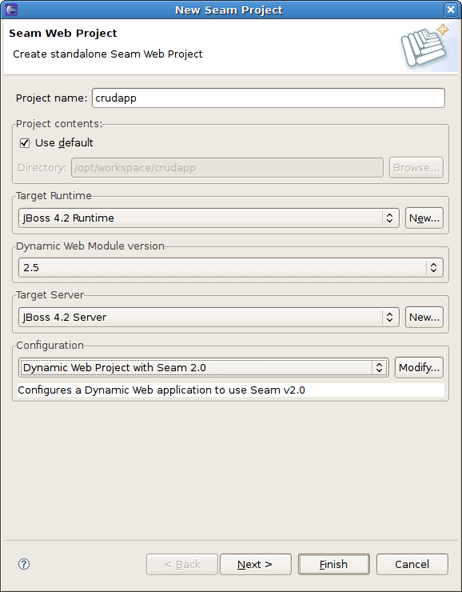 New Seam Project
Seam Web Project
Create standalone Seam Web Project
Project name: crudapp
Project contents:
Use default
Directory: /opt/workspace/crudapp Browse...
Target Runtime
JBoss 4.2 Runtime New...
Dynamic Web Module version
2.5
Target Server
JBoss 4.2 Server New...
Configuration
Dynamic Web Project with Seam 2.0 Modify...
Configures a Dynamic Web application to use Seam v2.0
? < Back Next > Finish Cancel